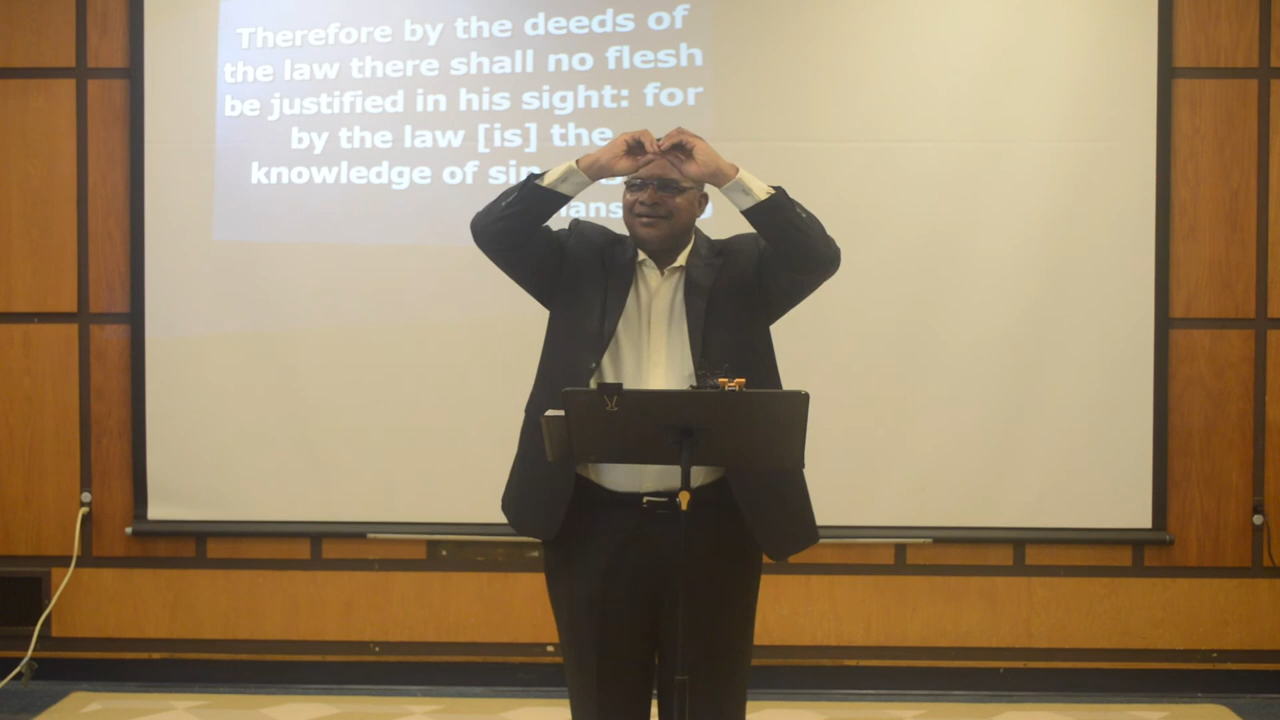 Therefore by the deeds of
the law there shall no flesh
be justified in his sight: for
by the law [is] the
knowledge of sin